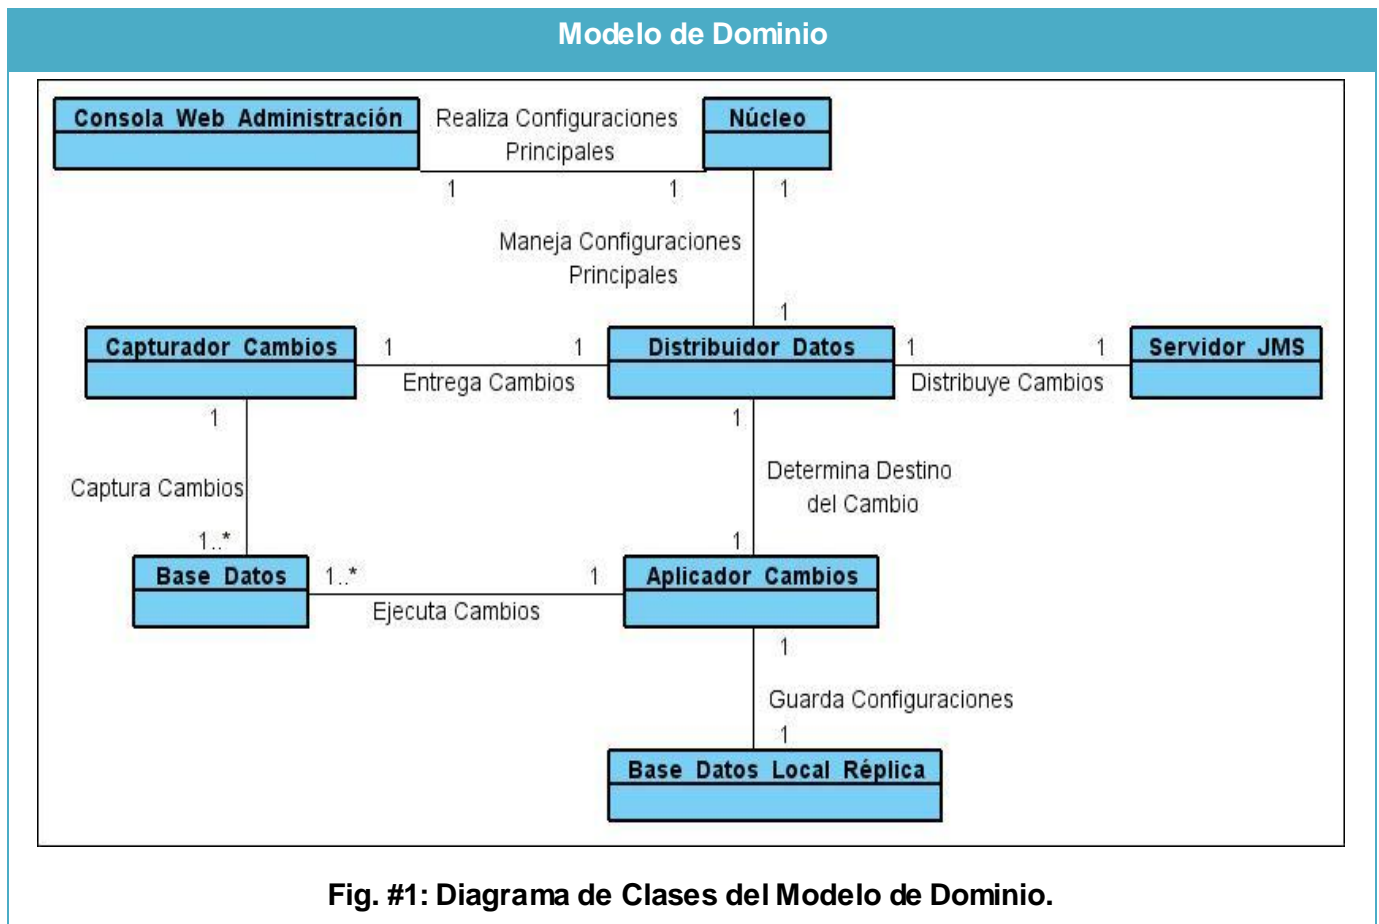 Modelo de Dominio
Consola Web Administración
Realiza Configuraciones
Principales
Núcleo
1
1
1
Maneja Configuraciones
Principales
1
Capturador Cambios
1
1
Entrega Cambios
Distribuidor Datos
1
1
Distribuye Cambios
Servidor JMS
1
1
Captura Cambios
Determina Destino
del Cambio
1..*
1
Base Datos
1..*
1
Ejecuta Cambios
Aplicador Cambios
1
Guarda Configuraciones
1
Base Datos Local Réplica
Fig. #1: Diagrama de Clases del Modelo de Dominio.